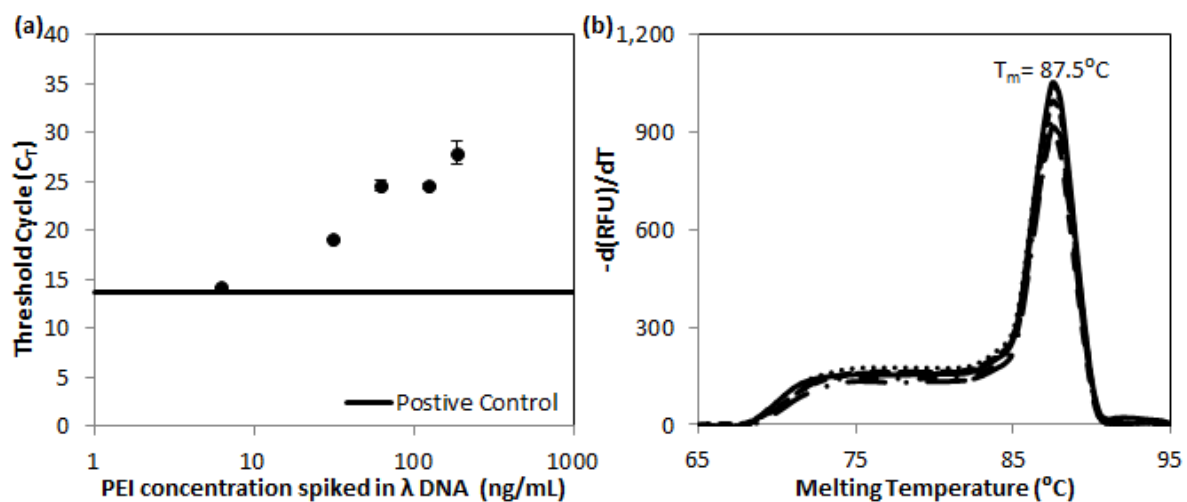 (a)
40
35
30
25
20
15
10
5
0
Threshold Cycle (C_T)
Postive Control
1 10 100 1000
PEI concentration spiked in λ DNA (ng/mL)
(b)
1,200
900
600
300
0
-d(RFU)/dT
T_m= 87.5°C
65 75 85 95
Melting Temperature (°C)